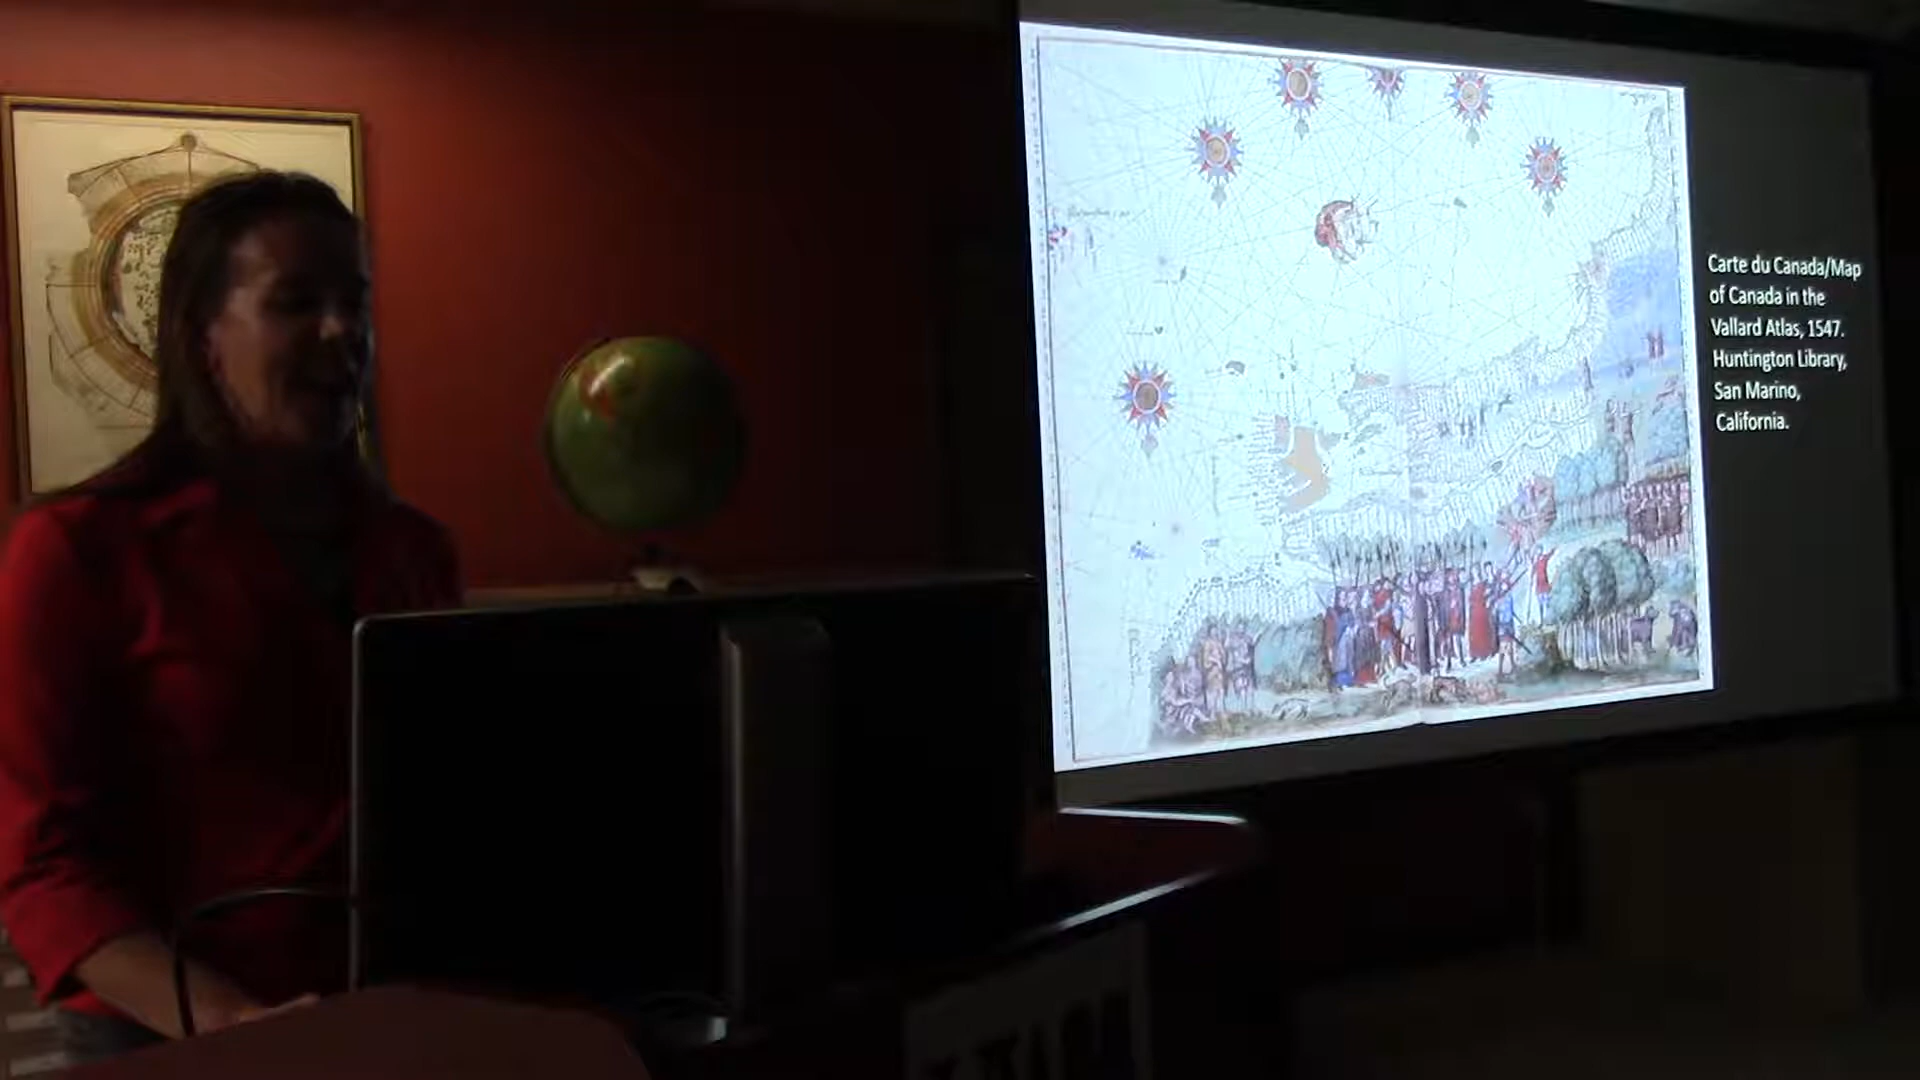 Carte du Canada/Map
of Canada in the
Vallard Atlas, 1547.
Huntington Library,
San Marino,
California.